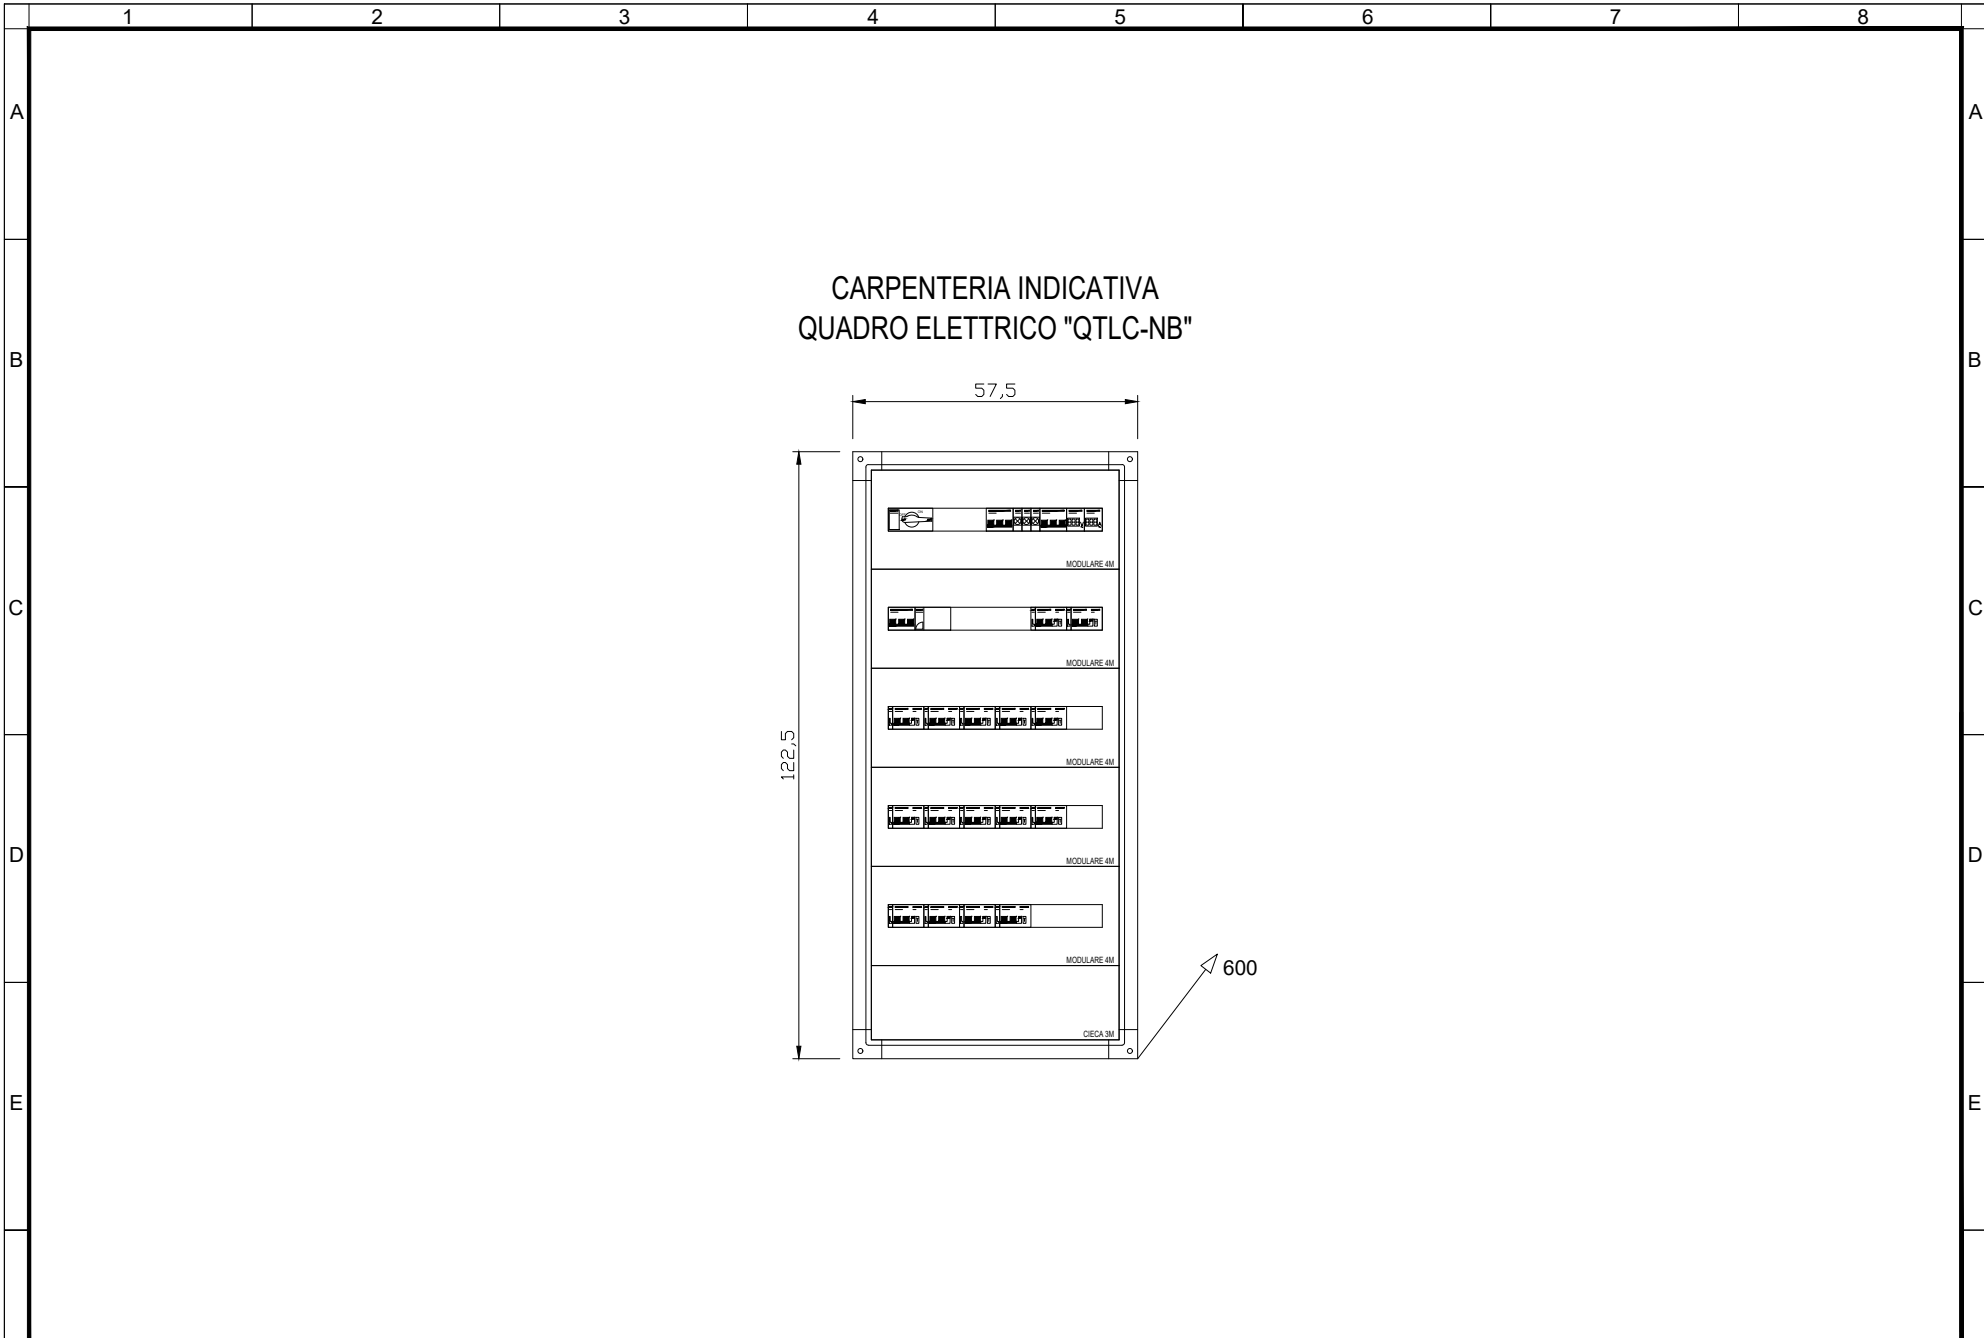 1 2 3 4 5 6 7 8
A A
CARPENTERIA INDICATIVA
QUADRO ELETTRICO "QTLC-NB"
B B
57,5
MODULARE 4M
C C
MODULARE 4M
122,5
MODULARE 4M
D D
MODULARE 4M
MODULARE 4M
600
CIECA 3M
E E